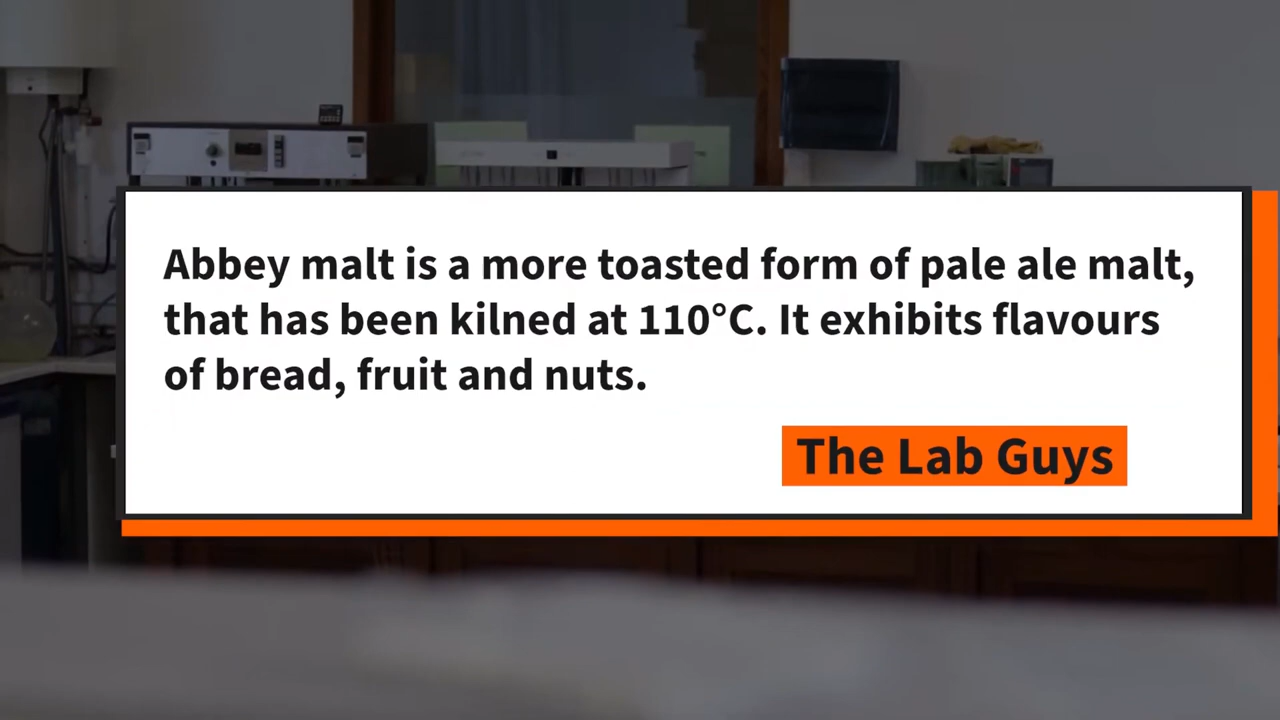 Abbey malt is a more toasted form of pale ale malt,
that has been kilned at 110°C. It exhibits flavours
of bread, fruit and nuts.
The Lab Guys